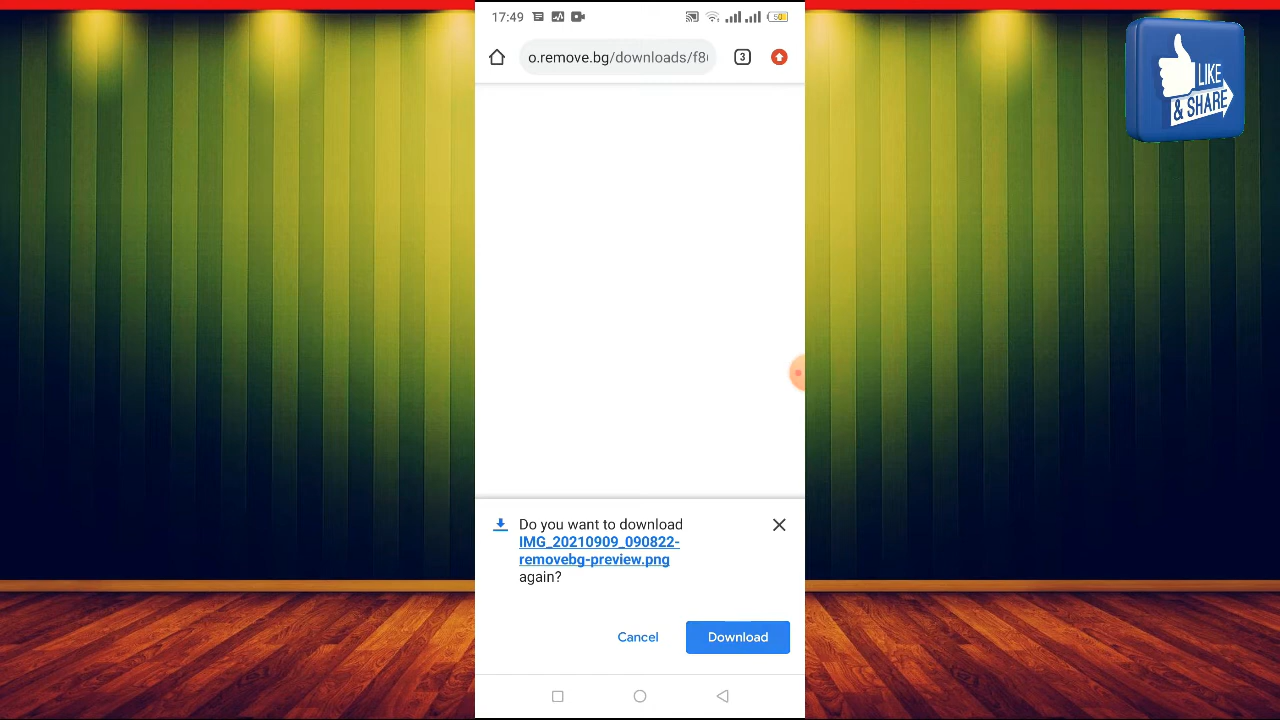 17:49
50
o.remove.bg/downloads/f8
3
LIKE
& SHARE
Do you want to download
IMG_20210909_090822-
removebg-preview.png
again?
Cancel
Download